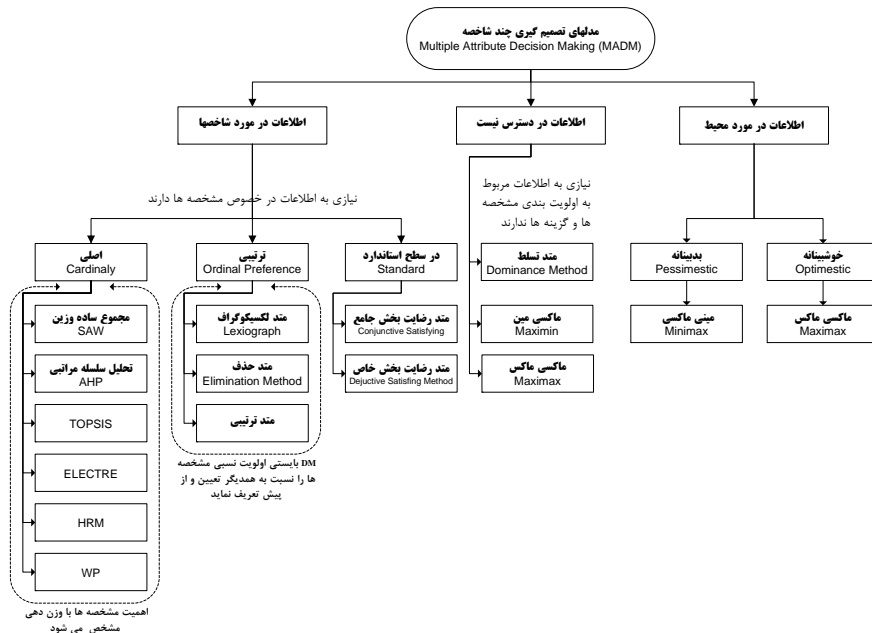 مدلهای تصمیم گیری چند شاخصه
Multiple Attribute Decision Making (MADM)
اطلاعات در مورد شاخصها
اطلاعات در دسترس نیست
اطلاعات در مورد محیط
نیازی به اطلاعات در خصوص مشخصه ها دارند
نیازی به اطلاعات مربوط
به اولویت بندی مشخصه
ها و گزینه ها ندارند
اصلی
Cardinaly
ترتیبی
Ordinal Preference
در سطح استاندارد
Standard
متد تسلط
Dominance Method
بدبینانه
Pessimestic
خوشبینانه
Optimestic
مجموع ساده وزین
SAW
متد لکسیکوگراف
Lexiograph
متد رضایت بخش جامع
Conjunctive Satisfying
ماکسی مین
Maximin
مینی ماکسی
Minimax
ماکسی ماکس
Maximax
تحلیل سلسله مراتبی
AHP
متد حذف
Elimination Method
متد رضایت بخش خاص
Dejuctive Satisfing Method
ماکسی ماکس
Maximax
TOPSIS
متد ترتیبی
ELECTRE
DM بایستی اولویت نسبی مشخصه
ها را نسبت به همدیگر تعیین و از
پیش تعریف نماید
HRM
WP
اهمیت مشخصه ها با وزن دهی
مشخص می شود